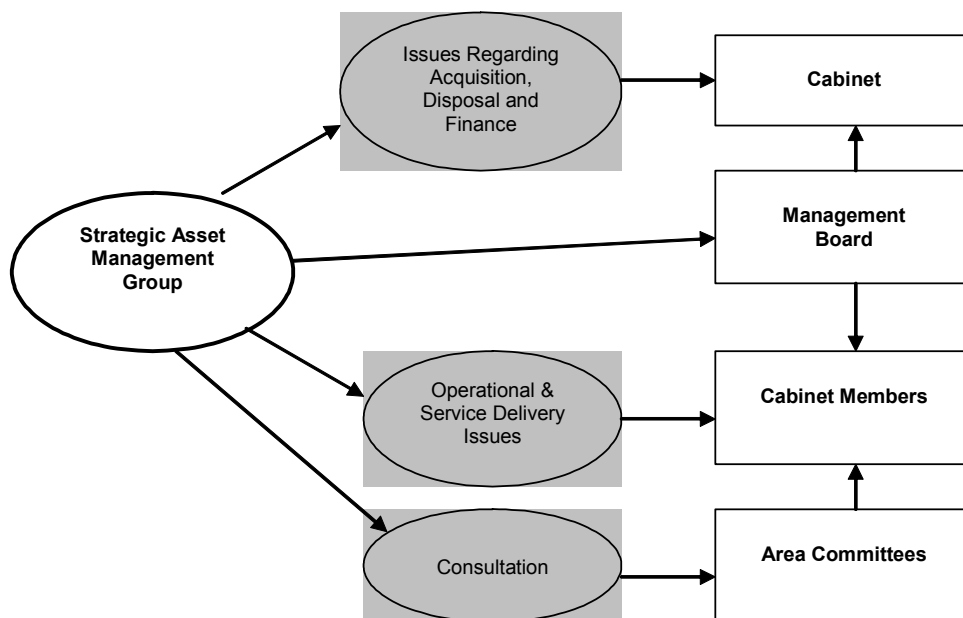 Issues Regarding
Acquisition,
Disposal and
Finance
Cabinet
Strategic Asset
Management
Group
Management
Board
Operational &
Service Delivery
Issues
Cabinet Members
Consultation
Area Committees